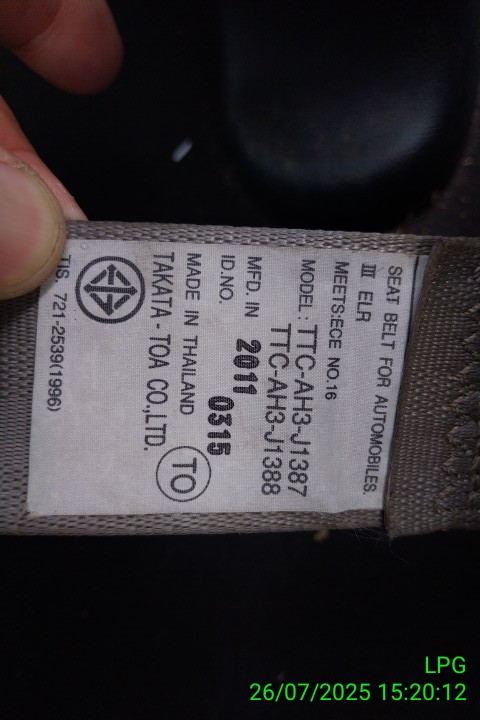 SEAT BELT FOR AUTOMOBILES.
III ELR
MEETS:ECE NO.16
MODEL: TTC-AH3-J1387
TTC-AH3-J1388
MFD. IN 2011
ID.NO. 0315
MADE IN THAILAND
TAKATA - TOA CO.,LTD. TO
TIS. 721-2539(1996)
LPG
26/07/2025 15:20:12